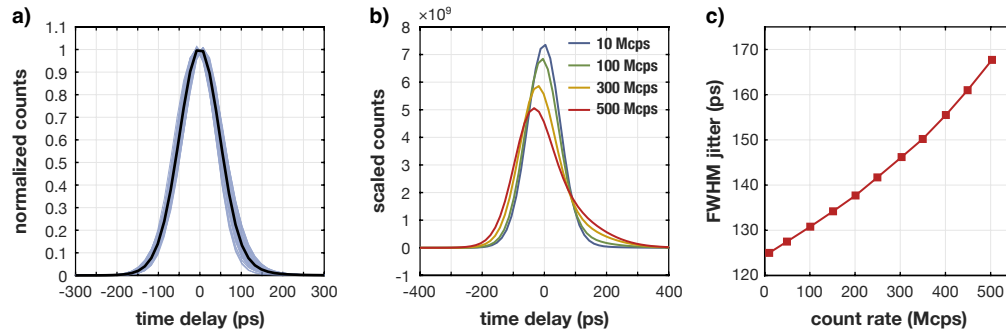 a)
normalized counts
1.1
1
0.9
0.8
0.7
0.6
0.5
0.4
0.3
0.2
0.1
0
-300 -200 -100 0 100 200 300
time delay (ps)
b)
×10⁹
scaled counts
8
7
6
5
4
3
2
1
0
-1
10 Mcps
100 Mcps
300 Mcps
500 Mcps
-400 -200 0 200 400
time delay (ps)
c)
FWHM jitter (ps)
170
160
150
140
130
120
0 100 200 300 400 500
count rate (Mcps)